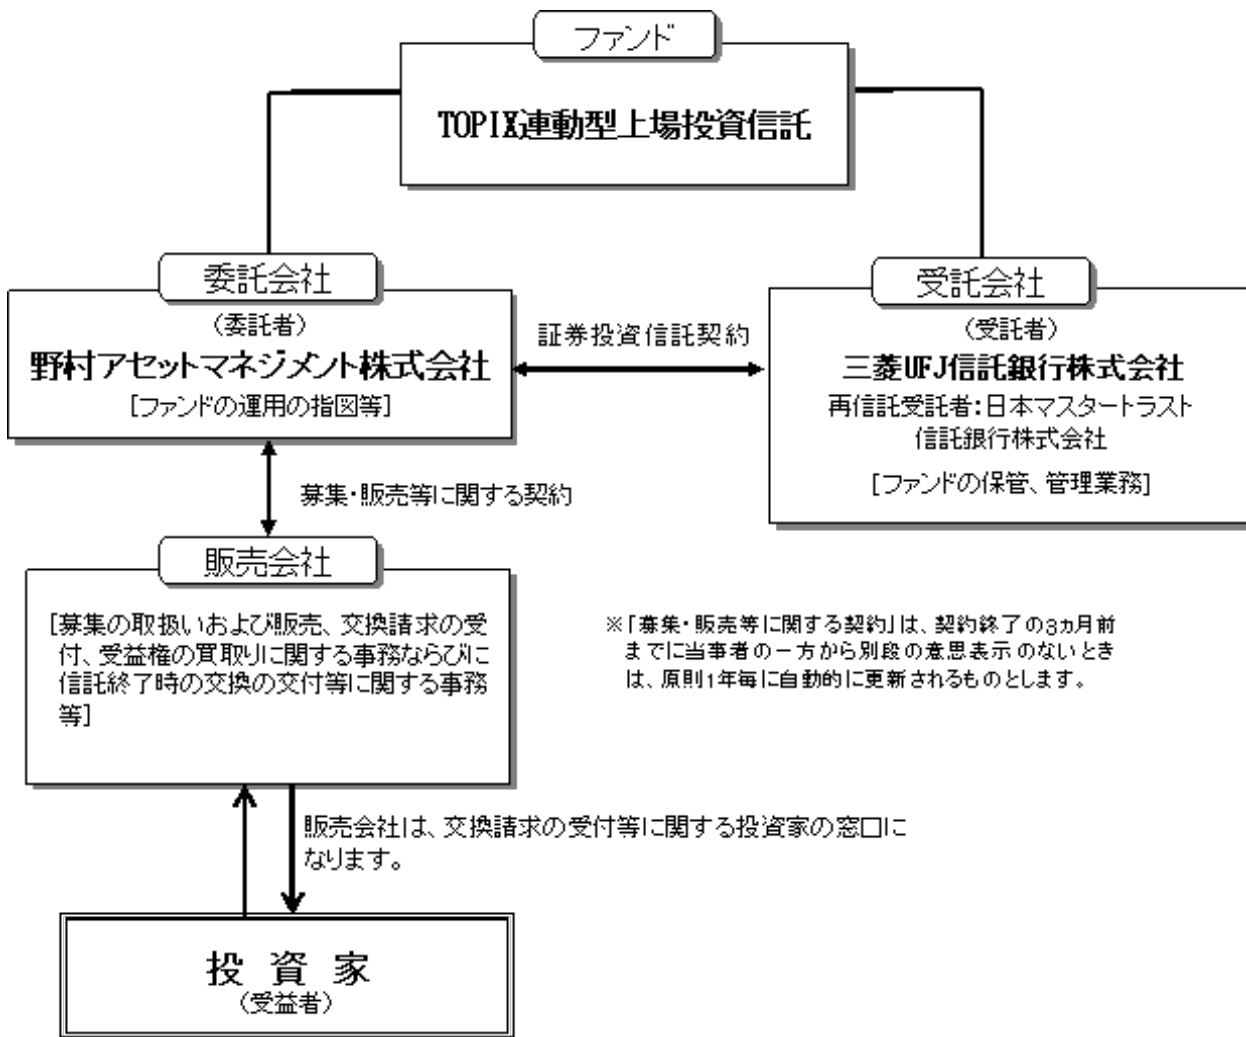 ファンド
TOPIX連動型上場投資信託
委託会社
(委託者)
野村アセットマネジメント株式会社
[ファンドの運用の指図等]
証券投資信託契約
受託会社
(受託者)
三菱UFJ信託銀行株式会社
再信託受託者:日本マスタートラスト
信託銀行株式会社
[ファンドの保管、管理業務]
募集・販売等に関する契約
販売会社
[募集の取扱いおよび販売、交換請求の受
付、受益権の買取りに関する事務ならびに
信託終了時の交換の交付等に関する事務
等]
※「募集・販売等に関する契約」は、契約終了の3ヵ月前
までに当事者の一方から別段の意思表示のないとき
は、原則1年毎に自動的に更新されるものとします。
販売会社は、交換請求の受付等に関する投資家の窓口に
なります。
投資家
(受益者)